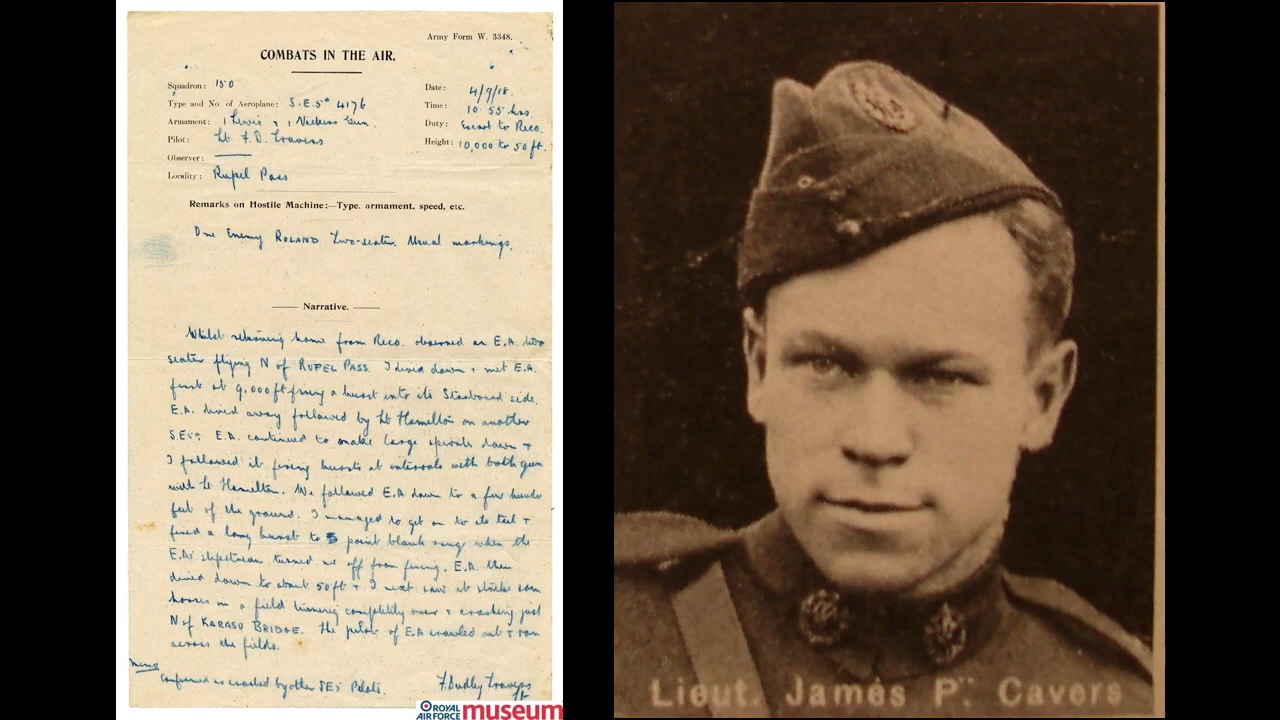 Army Form W. 3348.
COMBATS IN THE AIR.
Squadron: 150
Date: 4/9/18.
Type and No. of Aeroplane: S.E.5ᵃ 4176
Time: 10.55 hrs.
Armament: 1 Lewis & 1 Vickers Gun.
Duty: Escort to Reco.
Pilot: Lt F.D. Travers
Height: 10,000 to 50 ft.
Observer:
Locality: Rupel Pass
Remarks on Hostile Machine:—Type. armament, speed, etc.
One Enemy ROLAND Two-seater. Usual markings.
Narrative.
Whilst returning home from Reco. observed an E.A. two
seater flying N of RUPEL PASS. I dived down & met E.A.
first at 9,000 ft firing a burst into its Starboard side.
E.A. dived away followed by Lt Hamilton on another
S.E.5ᵃ. E.A. continued to make large spirals down &
I followed it firing bursts at intervals with both gun
with Lt Hamilton. We followed E.A down to a few hundr
feet of the ground. I managed to get on to its tail &
fired a long burst to point blank range when the
E.A's slipstream turned me off from firing. E.A. then
dived down to about 50 ft & I next saw it strike some
houses in a field turning completely over & crashing just
N of KARASU BRIDGE. The pilot of E.A crawled out & ran
across the fields.
Confirmed as crashed by other SE5 Pilots.
F. Dudley Travers
Lt
ROYAL AIR FORCE museum
Lieut. James P. Cavers